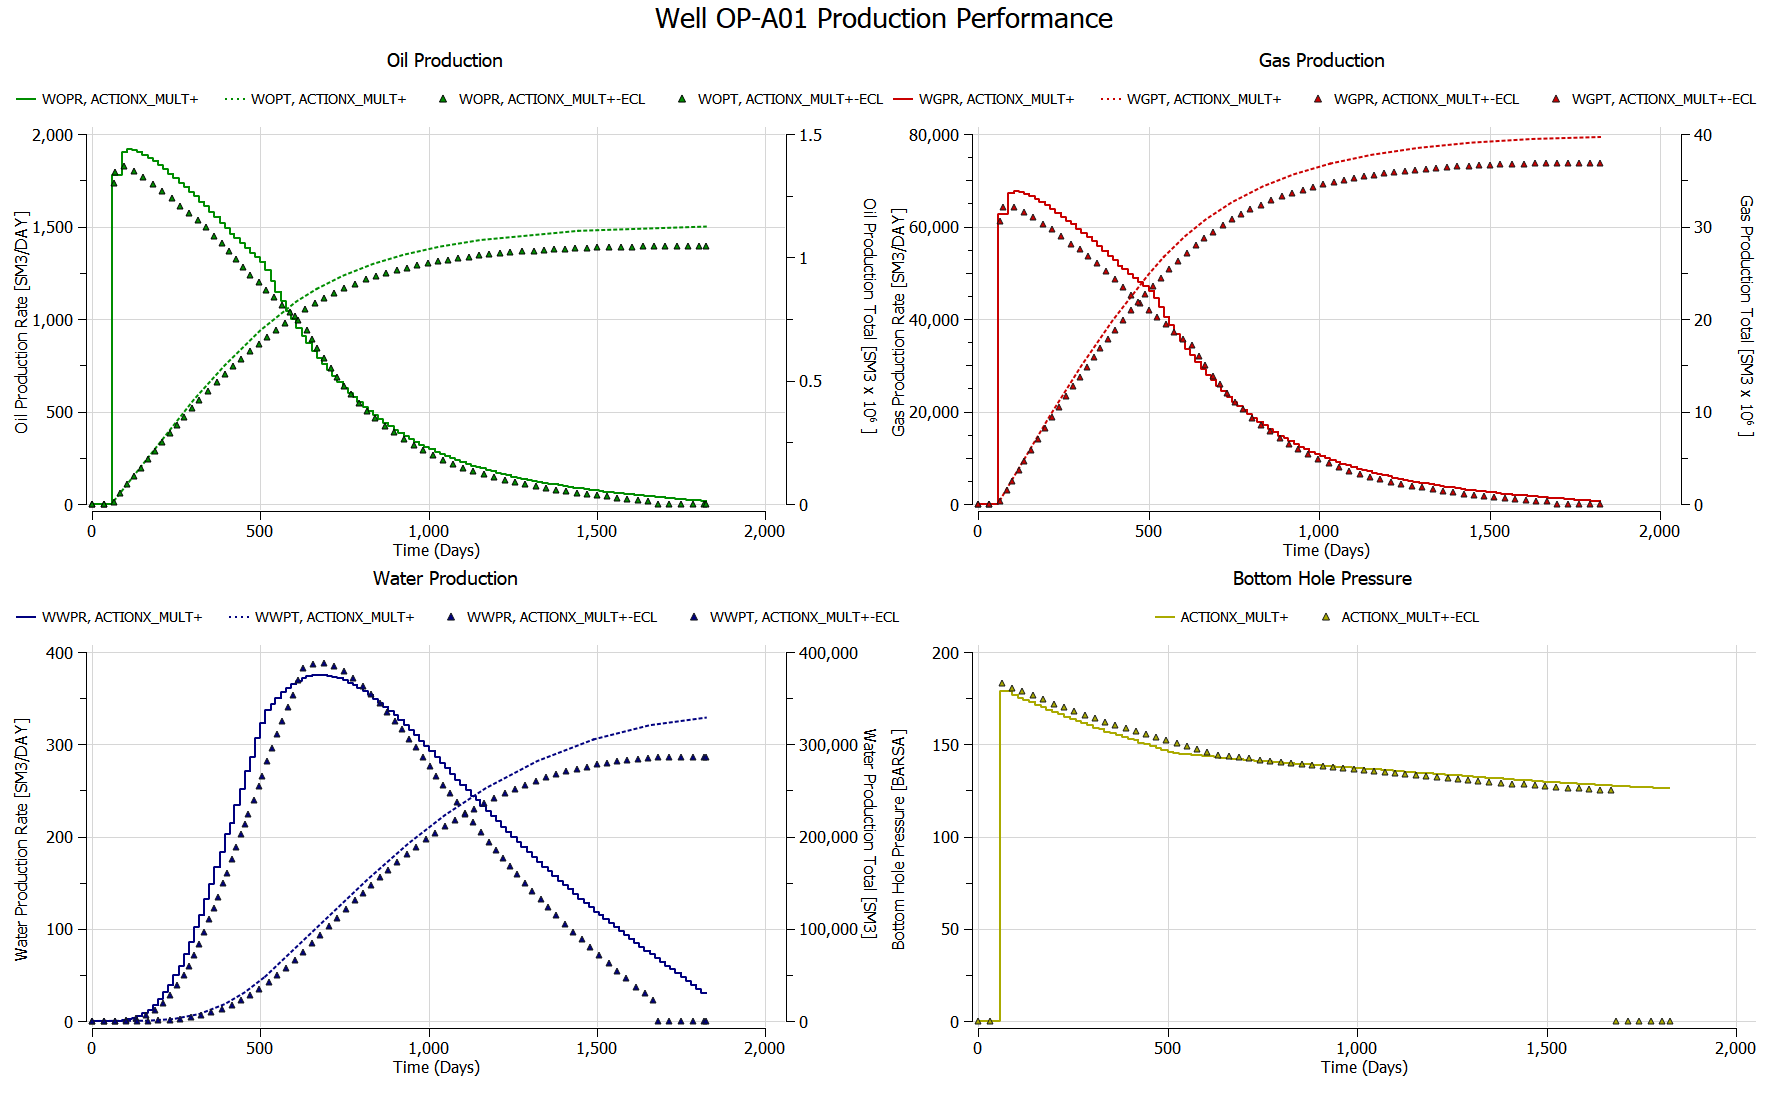 Well OP-A01 Production Performance
Oil Production
WOPR, ACTIONX_MULT+ WOPT, ACTIONX_MULT+ WOPR, ACTIONX_MULT+-ECL WOPT, ACTIONX_MULT+-ECL
2,000
1,500
1,000
500
0
Oil Production Rate [SM3/DAY]
1.5
1
0.5
0
Oil Production Total [SM3 x 10⁶ ]
0 500 1,000 1,500 2,000
Time (Days)
Gas Production
WGPR, ACTIONX_MULT+ WGPT, ACTIONX_MULT+ WGPR, ACTIONX_MULT+-ECL WGPT, ACTIONX_MULT+-ECL
80,000
60,000
40,000
20,000
0
Gas Production Rate [SM3/DAY]
40
30
20
10
0
Gas Production Total [SM3 x 10⁶ ]
0 500 1,000 1,500 2,000
Time (Days)
Water Production
WWPR, ACTIONX_MULT+ WWPT, ACTIONX_MULT+ WWPR, ACTIONX_MULT+-ECL WWPT, ACTIONX_MULT+-ECL
400
300
200
100
0
Water Production Rate [SM3/DAY]
400,000
300,000
200,000
100,000
0
Water Production Total [SM3]
0 500 1,000 1,500 2,000
Time (Days)
Bottom Hole Pressure
ACTIONX_MULT+ ACTIONX_MULT+-ECL
200
150
100
50
0
Bottom Hole Pressure [BARSA]
0 500 1,000 1,500 2,000
Time (Days)